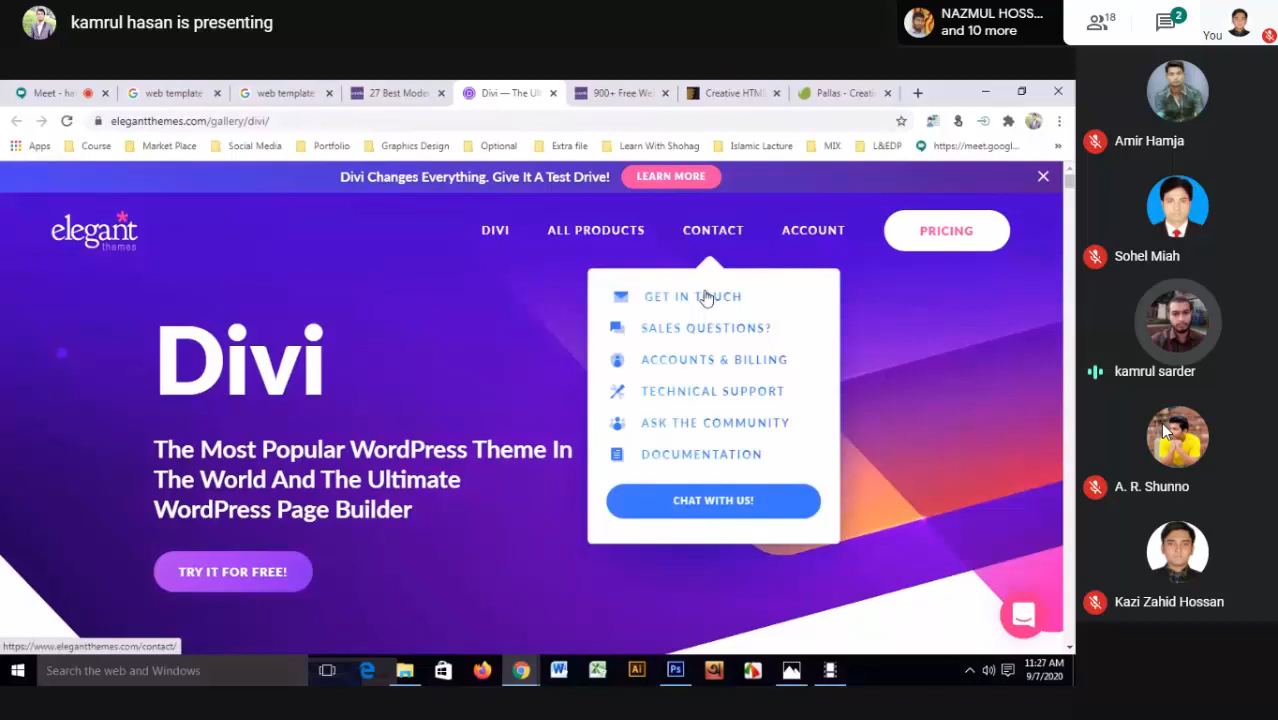 kamrul hasan is presenting
NAZMUL HOSS...
and 10 more
18
2
You
Meet - ha
web template
web template
27 Best Mode
Divi — The Ul
900+ Free We
Creative HTM
Pallas - Creati
elegantthemes.com/gallery/divi/
Apps
Course
Market Place
Social Media
Portfolio
Graphics Design
Optional
Extra file
Learn With Shohag
Islamic Lacture
MIX
L&EDP
https://meet.googl...
»
Divi Changes Everything. Give It A Test Drive!
LEARN MORE
elegant
themes
DIVI
ALL PRODUCTS
CONTACT
ACCOUNT
PRICING
GET IN TOUCH
SALES QUESTIONS?
ACCOUNTS & BILLING
TECHNICAL SUPPORT
ASK THE COMMUNITY
DOCUMENTATION
CHAT WITH US!
Divi
The Most Popular WordPress Theme In
The World And The Ultimate
WordPress Page Builder
TRY IT FOR FREE!
https://www.elegantthemes.com/contact/
Search the web and Windows
11:27 AM
9/7/2020
Amir Hamja
Sohel Miah
kamrul sarder
A. R. Shunno
Kazi Zahid Hossan